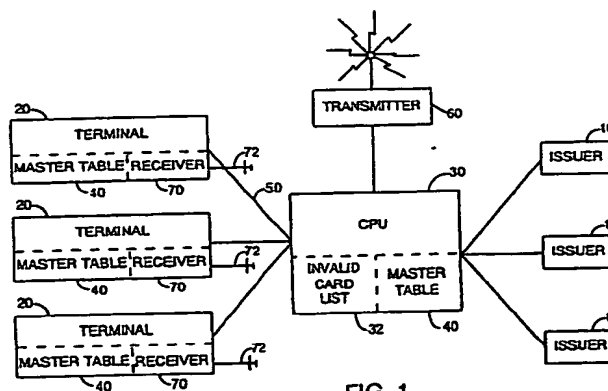 20
TERMINAL
MASTER TABLE RECEIVER
72
40
70
20
TERMINAL
MASTER TABLE RECEIVER
72
40
70
20
TERMINAL
MASTER TABLE RECEIVER
72
40
70
50
TRANSMITTER
60
30
CPU
INVALID CARD LIST
MASTER TABLE
32
40
ISSUER
ISSUER
ISSUER
FIG. 1